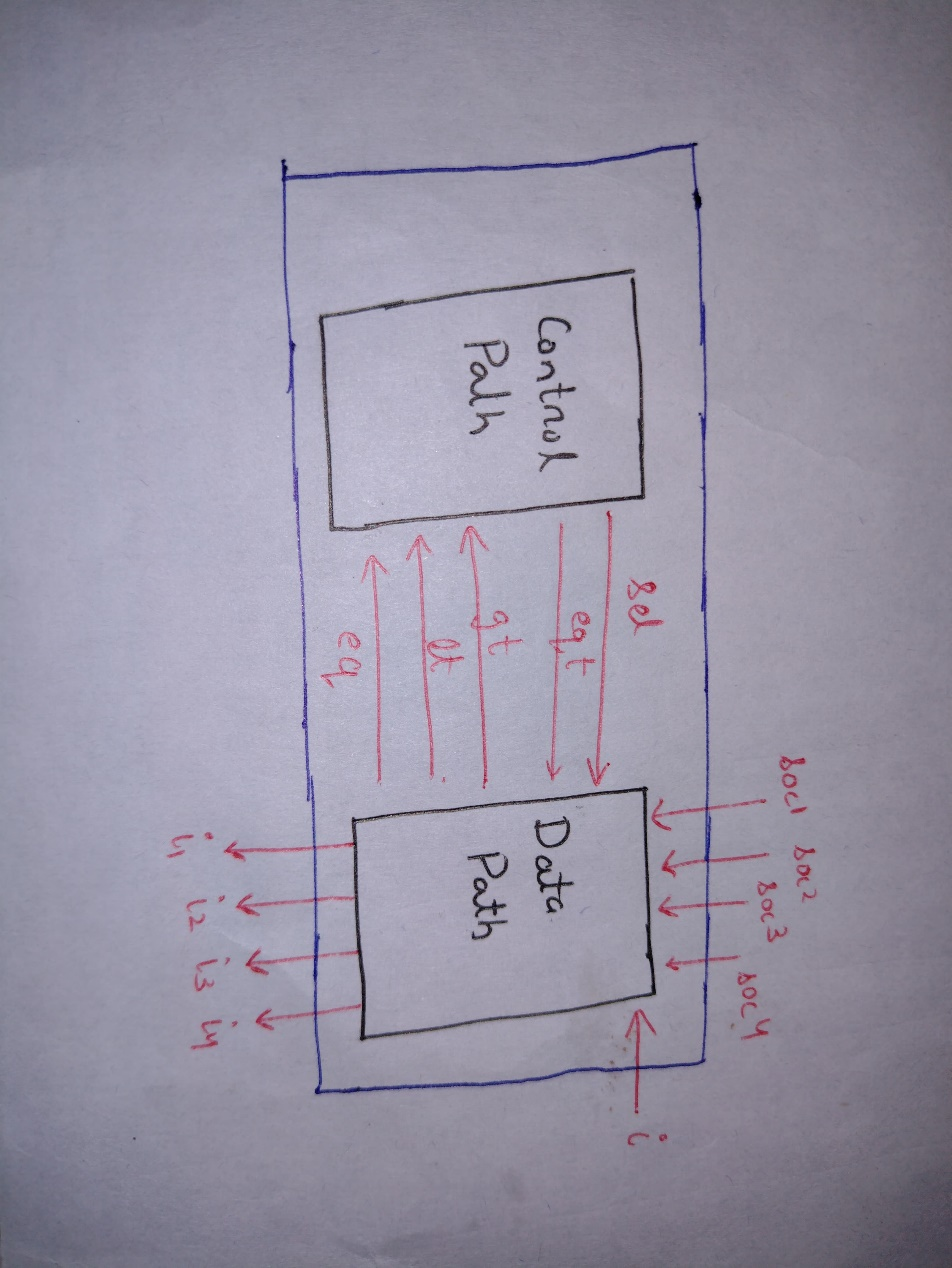 soc1
soc2
soc3
soc4
Control
Path
sel
eqt
gt
lt
eq
Data
Path
i
i1
i2
i3
i4